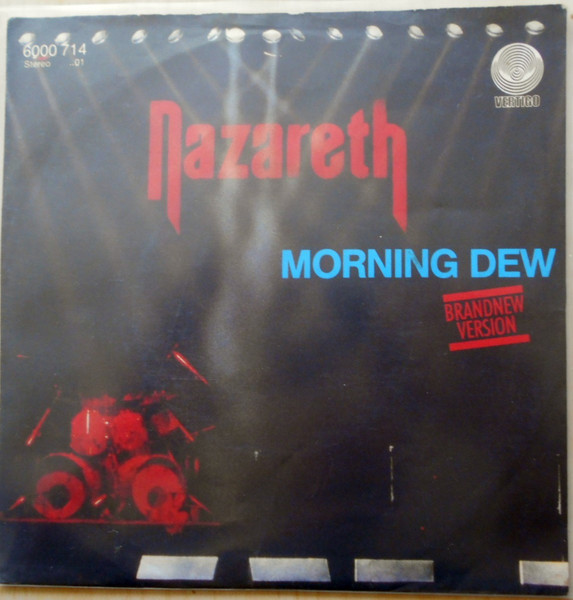 6000 714
Stereo ..01
VERTIGO
Nazareth
MORNING DEW
BRANDNEW
VERSION